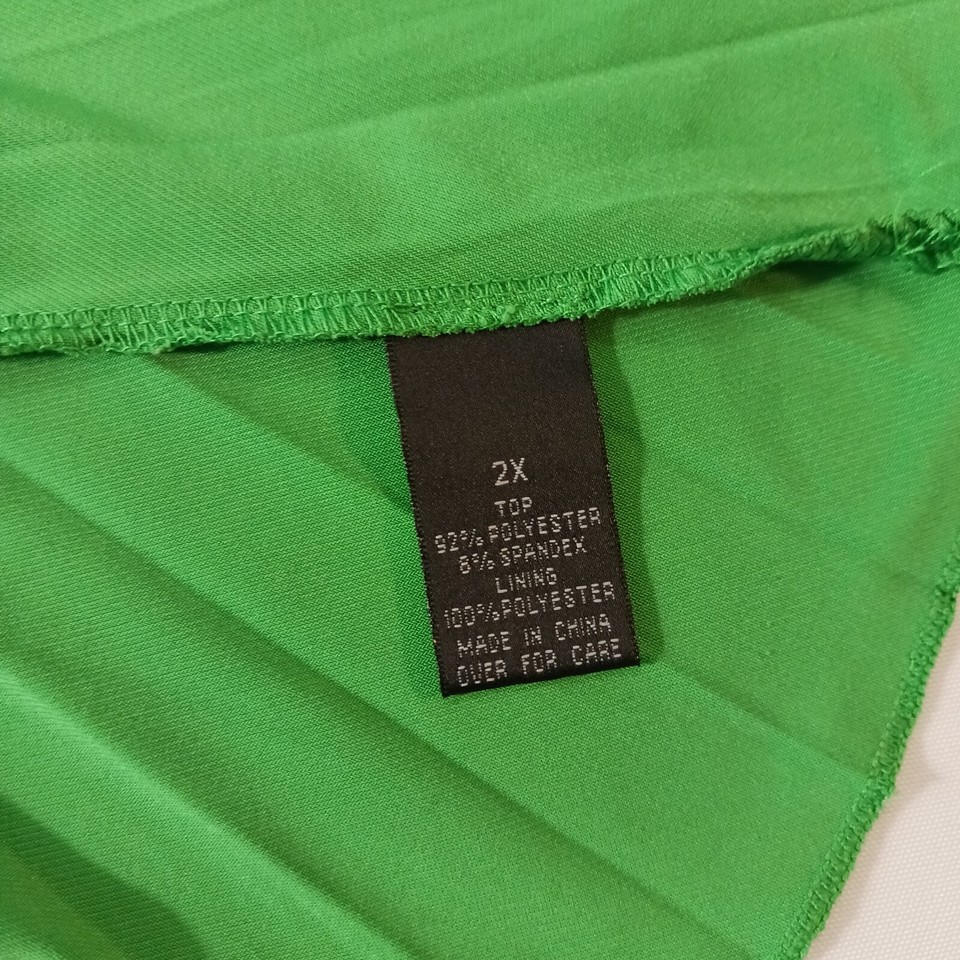 2X
TOP
92% POLYESTER
8% SPANDEX
LINING
100% POLYESTER
MADE IN CHINA
OVER FOR CARE